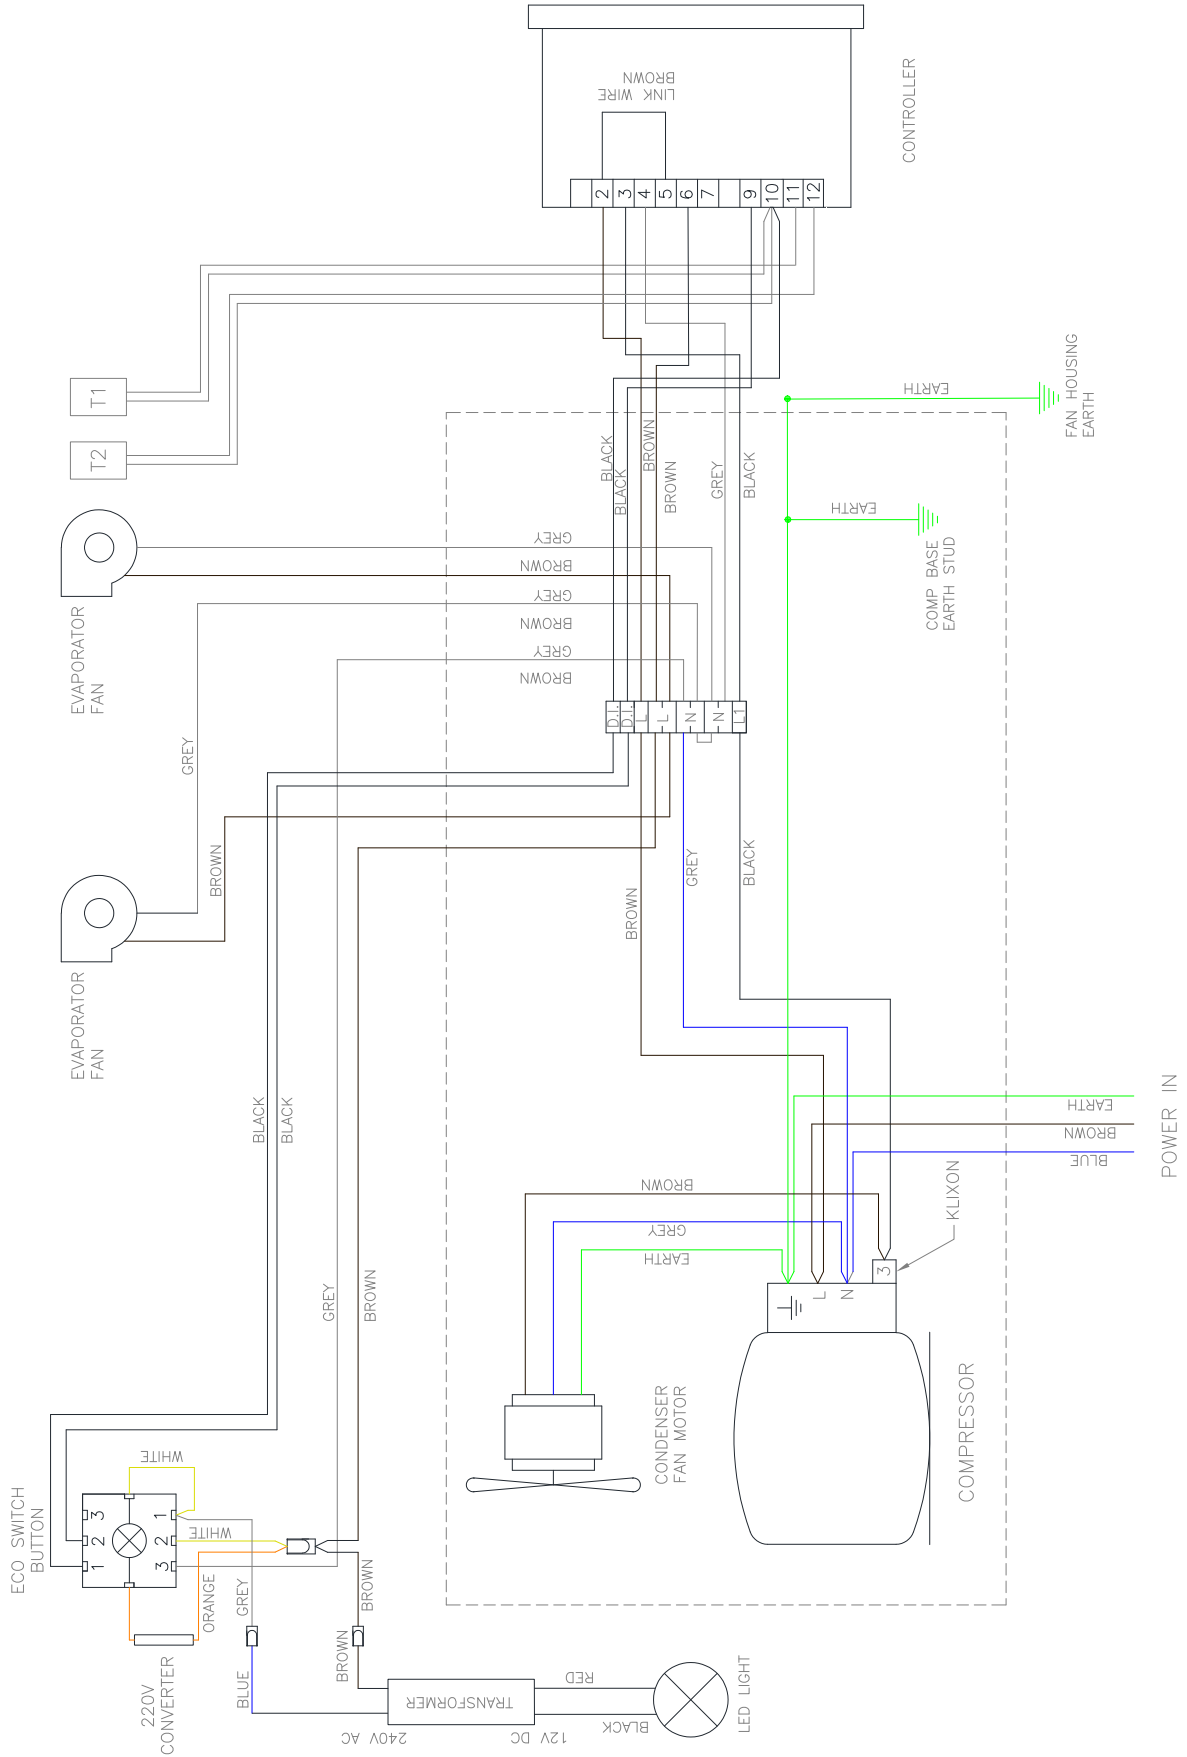 BROWN
LINK WIRE
CONTROLLER
2
3
4
5
6
7
9
10
11
12
T1
T2
EARTH
FAN HOUSING
EARTH
EARTH
COMP BASE
EARTH STUD
BLACK
BLACK
BROWN
BROWN
GREY
BLACK
GREY
BROWN
GREY
BROWN
GREY
BROWN
EVAPORATOR
FAN
GREY
D.I.
D.I.
L
L
N
N
L1
BROWN
EVAPORATOR
FAN
BROWN
GREY
BLACK
BLACK
BLACK
EARTH
BROWN
BLUE
POWER IN
BROWN
GREY
EARTH
KLIXON
3
L
N
GREY
BROWN
CONDENSER
FAN MOTOR
COMPRESSOR
ECO SWITCH
BUTTON
WHITE
WHITE
3
2
1
1
2
3
ORANGE
GREY
BROWN
220V
CONVERTER
BLUE
BROWN
TRANSFORMER
240V AC
12V DC
RED
BLACK
LED LIGHT